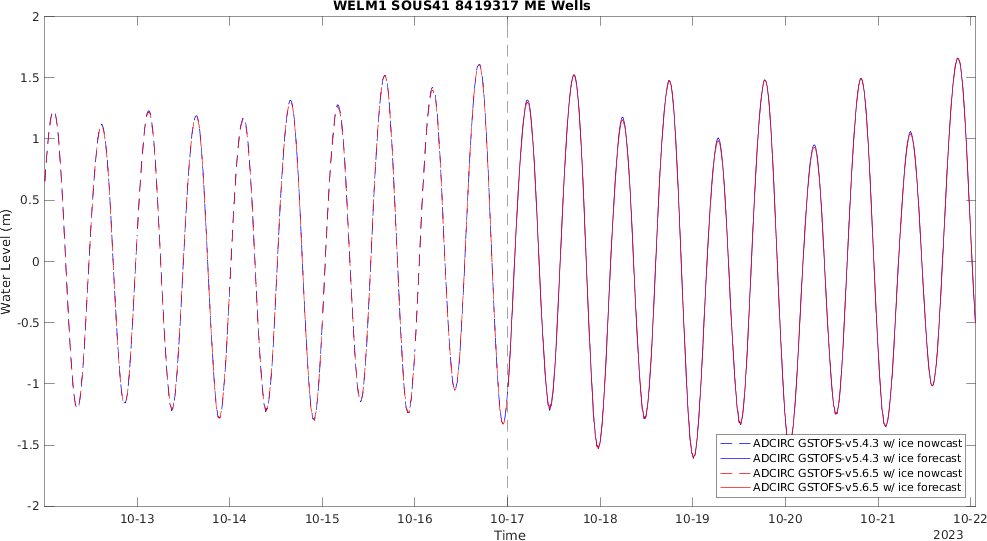 WELM1 SOUS41 8419317 ME Wells
2
1.5
1
0.5
0
-0.5
-1
-1.5
-2
Water Level (m)
ADCIRC GSTOFS-v5.4.3 w/ ice nowcast
ADCIRC GSTOFS-v5.4.3 w/ ice forecast
ADCIRC GSTOFS-v5.6.5 w/ ice nowcast
ADCIRC GSTOFS-v5.6.5 w/ ice forecast
10-13 10-14 10-15 10-16 10-17 10-18 10-19 10-20 10-21 10-22
Time
2023